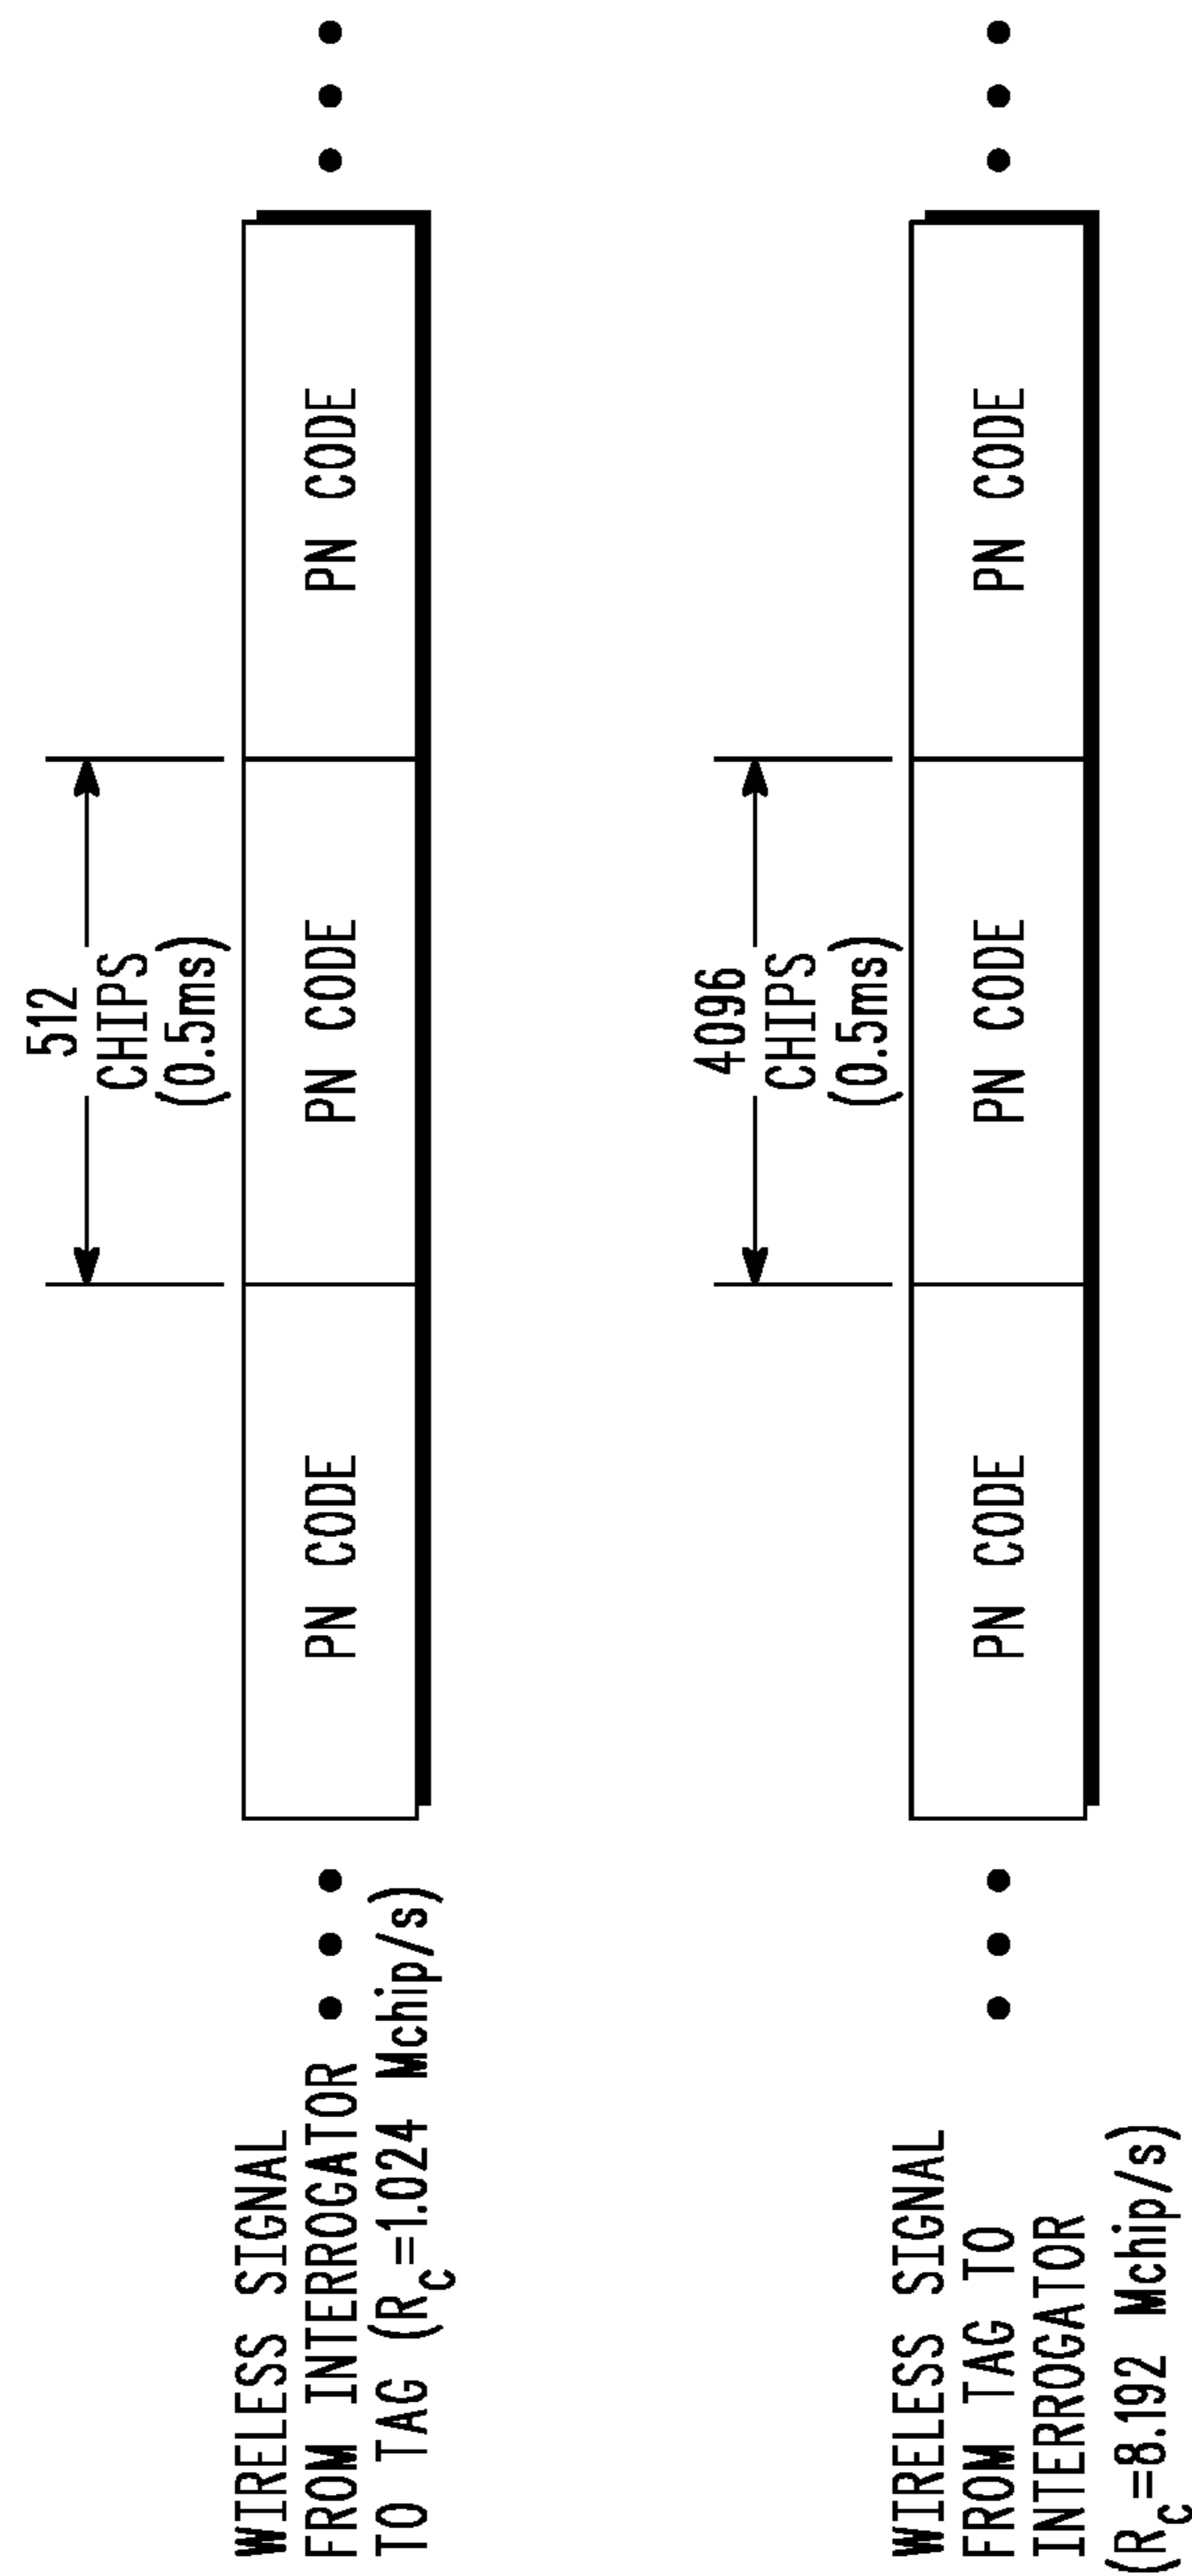 512
CHIPS
(0.5ms)
WIRELESS SIGNAL
FROM INTERROGATOR
TO TAG (Rc=1.024 Mchip/s)
PN CODE
PN CODE
PN CODE
4096
CHIPS
(0.5ms)
WIRELESS SIGNAL
FROM TAG TO
INTERROGATOR
(Rc=8.192 Mchip/s)
PN CODE
PN CODE
PN CODE